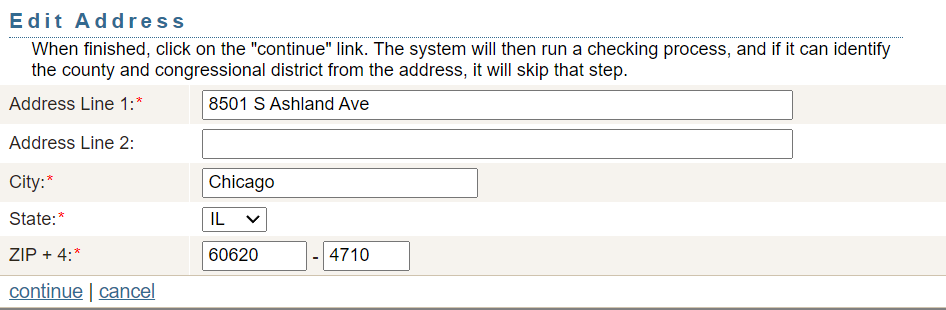 Edit Address
When finished, click on the "continue" link. The system will then run a checking process, and if it can identify
the county and congressional district from the address, it will skip that step.
Address Line 1:* 8501 S Ashland Ave
Address Line 2:
City:* Chicago
State:* IL
ZIP + 4:* 60620 - 4710
continue | cancel